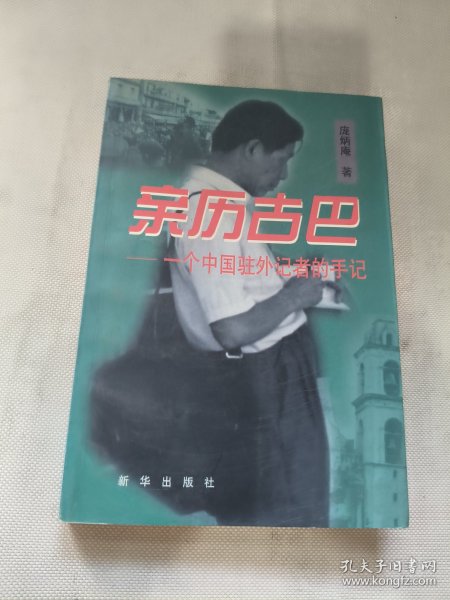 庞炳庵 著
亲历古巴
——一个中国驻外记者的手记
新华出版社
孔夫子旧书网
www.kongfz.com